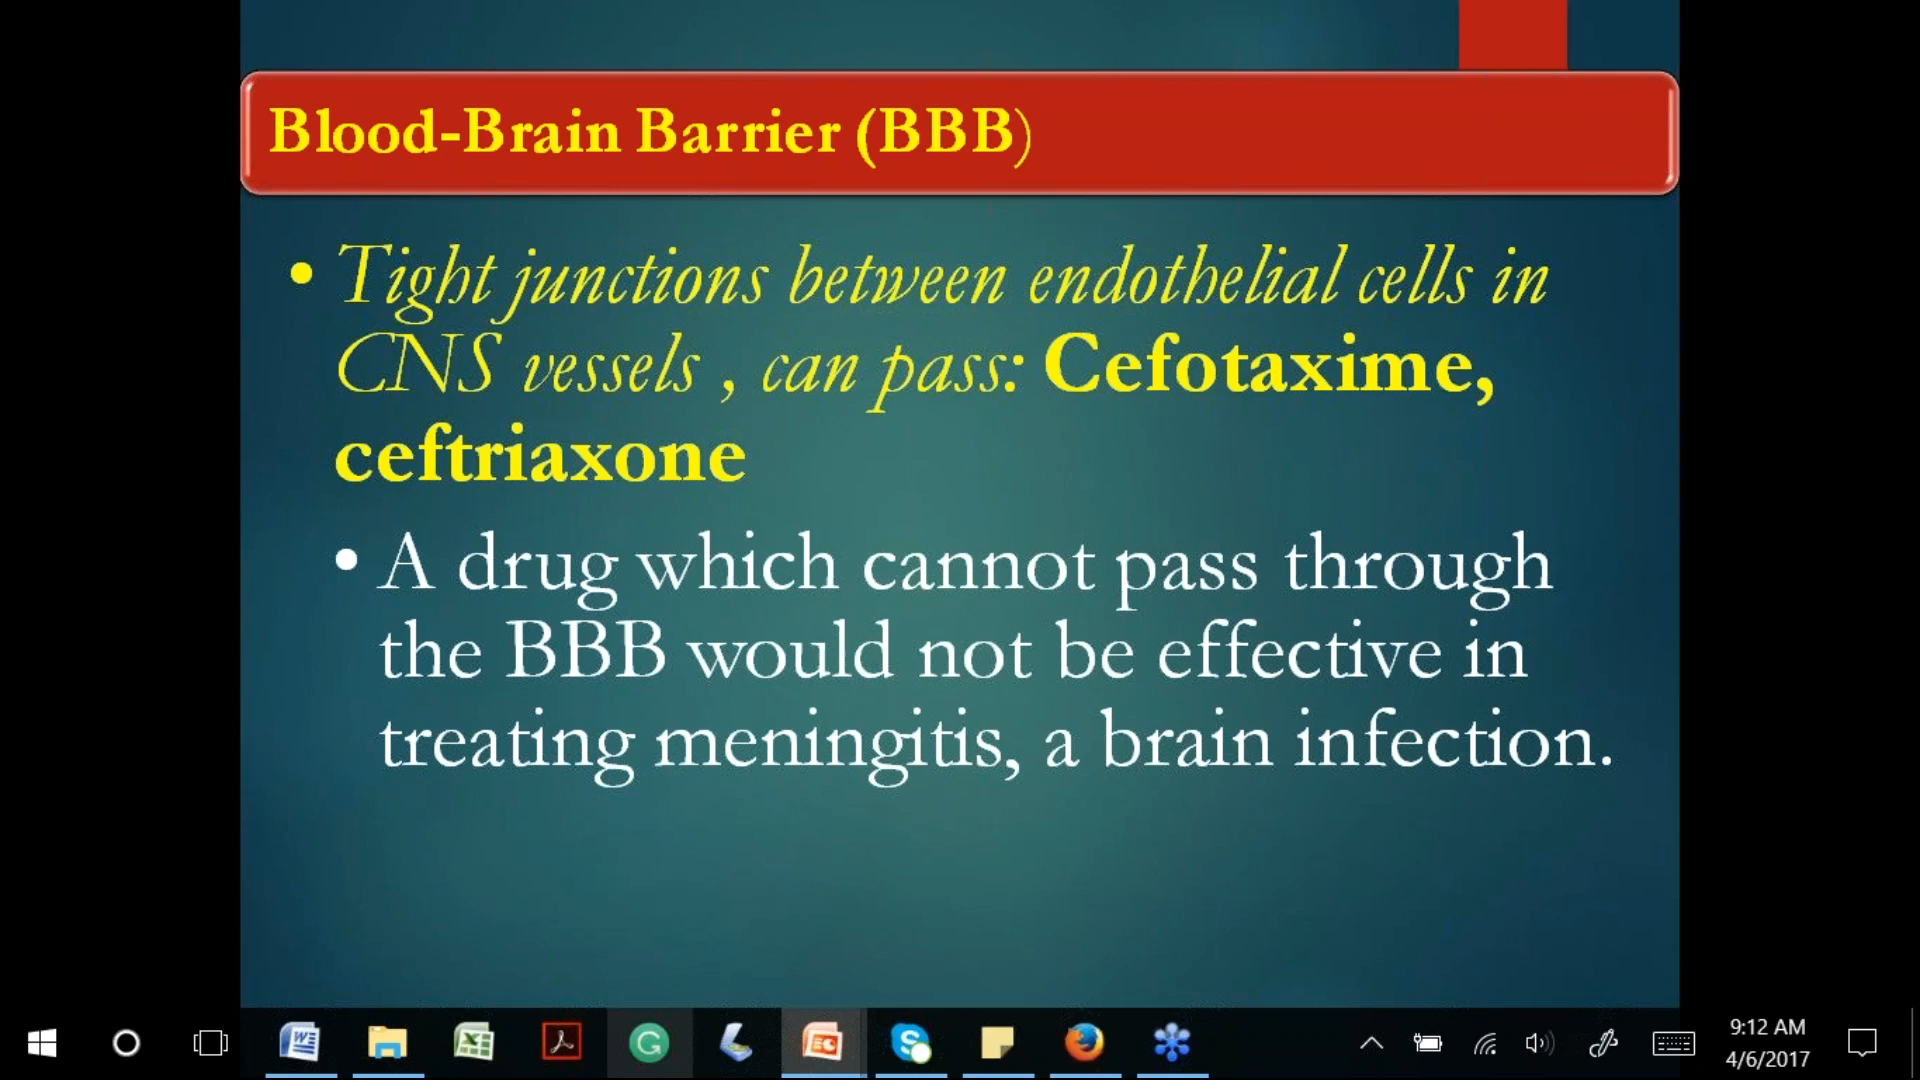 Blood-Brain Barrier (BBB)
• Tight junctions between endothelial cells in
CNS vessels , can pass: Cefotaxime,
ceftriaxone
• A drug which cannot pass through
the BBB would not be effective in
treating meningitis, a brain infection.
9:12 AM
4/6/2017